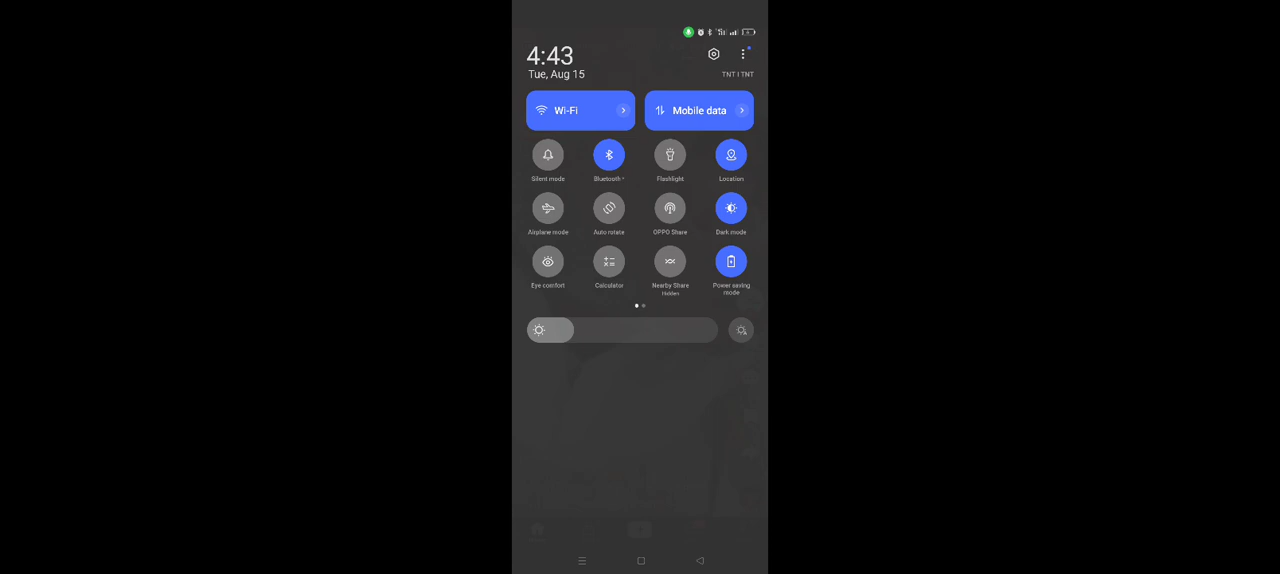 4:43
Tue, Aug 15
TNT | TNT
Wi-Fi
Mobile data
Silent mode
Bluetooth
Flashlight
Location
Airplane mode
Auto rotate
OPPO Share
Dark mode
Eye comfort
Calculator
Nearby Share
Hidden
Power saving
mode